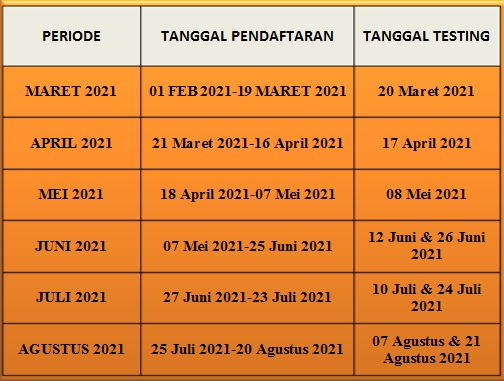 PERIODE TANGGAL PENDAFTARAN TANGGAL TESTING
MARET 2021 01 FEB 2021-19 MARET 2021 20 Maret 2021
APRIL 2021 21 Maret 2021-16 April 2021 17 April 2021
MEI 2021 18 April 2021-07 Mei 2021 08 Mei 2021
JUNI 2021 07 Mei 2021-25 Juni 2021 12 Juni & 26 Juni
2021
JULI 2021 27 Juni 2021-23 Juli 2021 10 Juli & 24 Juli
2021
AGUSTUS 2021 25 Juli 2021-20 Agustus 2021 07 Agustus & 21
Agustus 2021